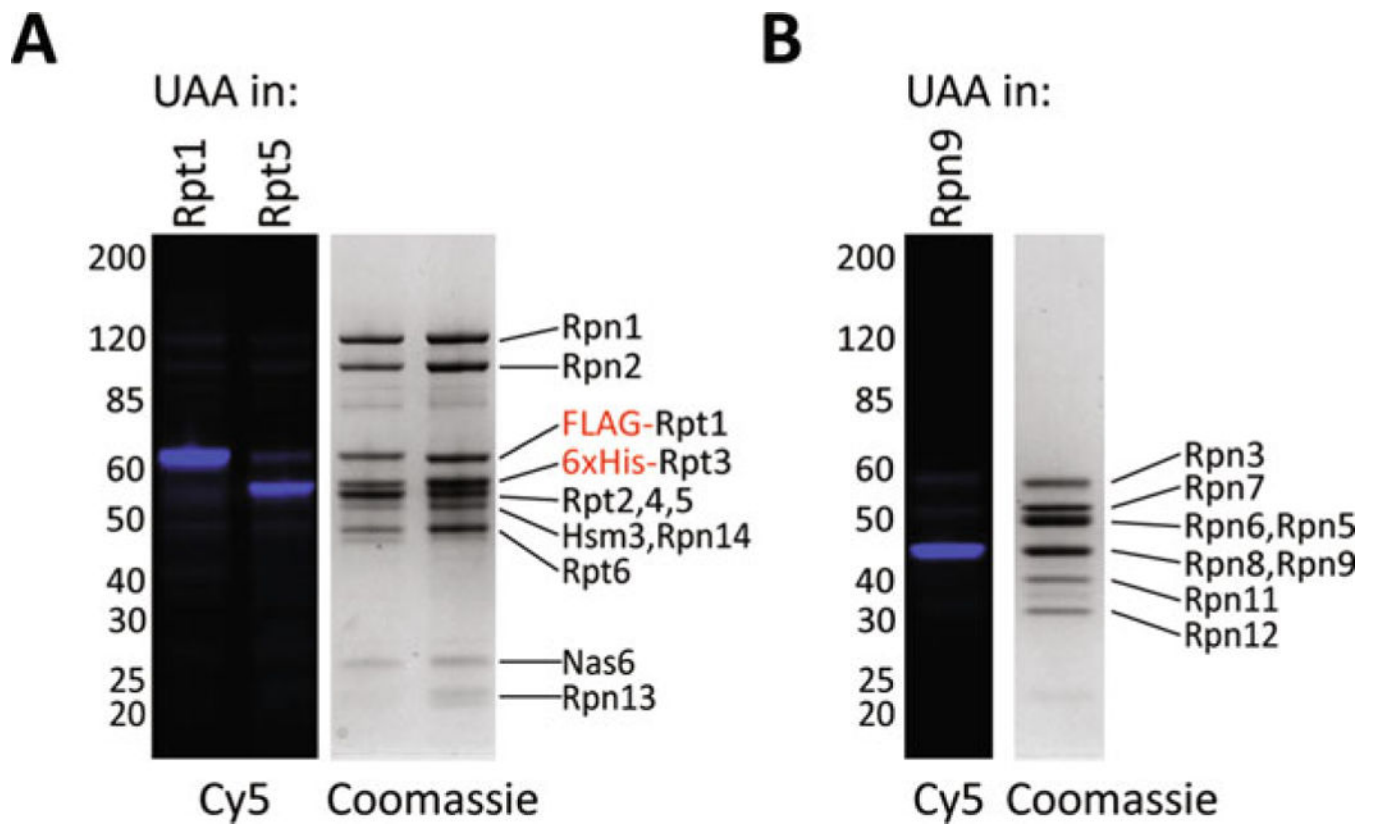 A
UAA in:
Rpt1
Rpt5
200
120
85
60
50
40
30
25
20
Rpn1
Rpn2
FLAG-Rpt1
6xHis-Rpt3
Rpt2,4,5
Hsm3,Rpn14
Rpt6
Nas6
Rpn13
Cy5
Coomassie
B
UAA in:
Rpn9
200
120
85
60
50
40
30
25
20
Rpn3
Rpn7
Rpn6,Rpn5
Rpn8,Rpn9
Rpn11
Rpn12
Cy5
Coomassie